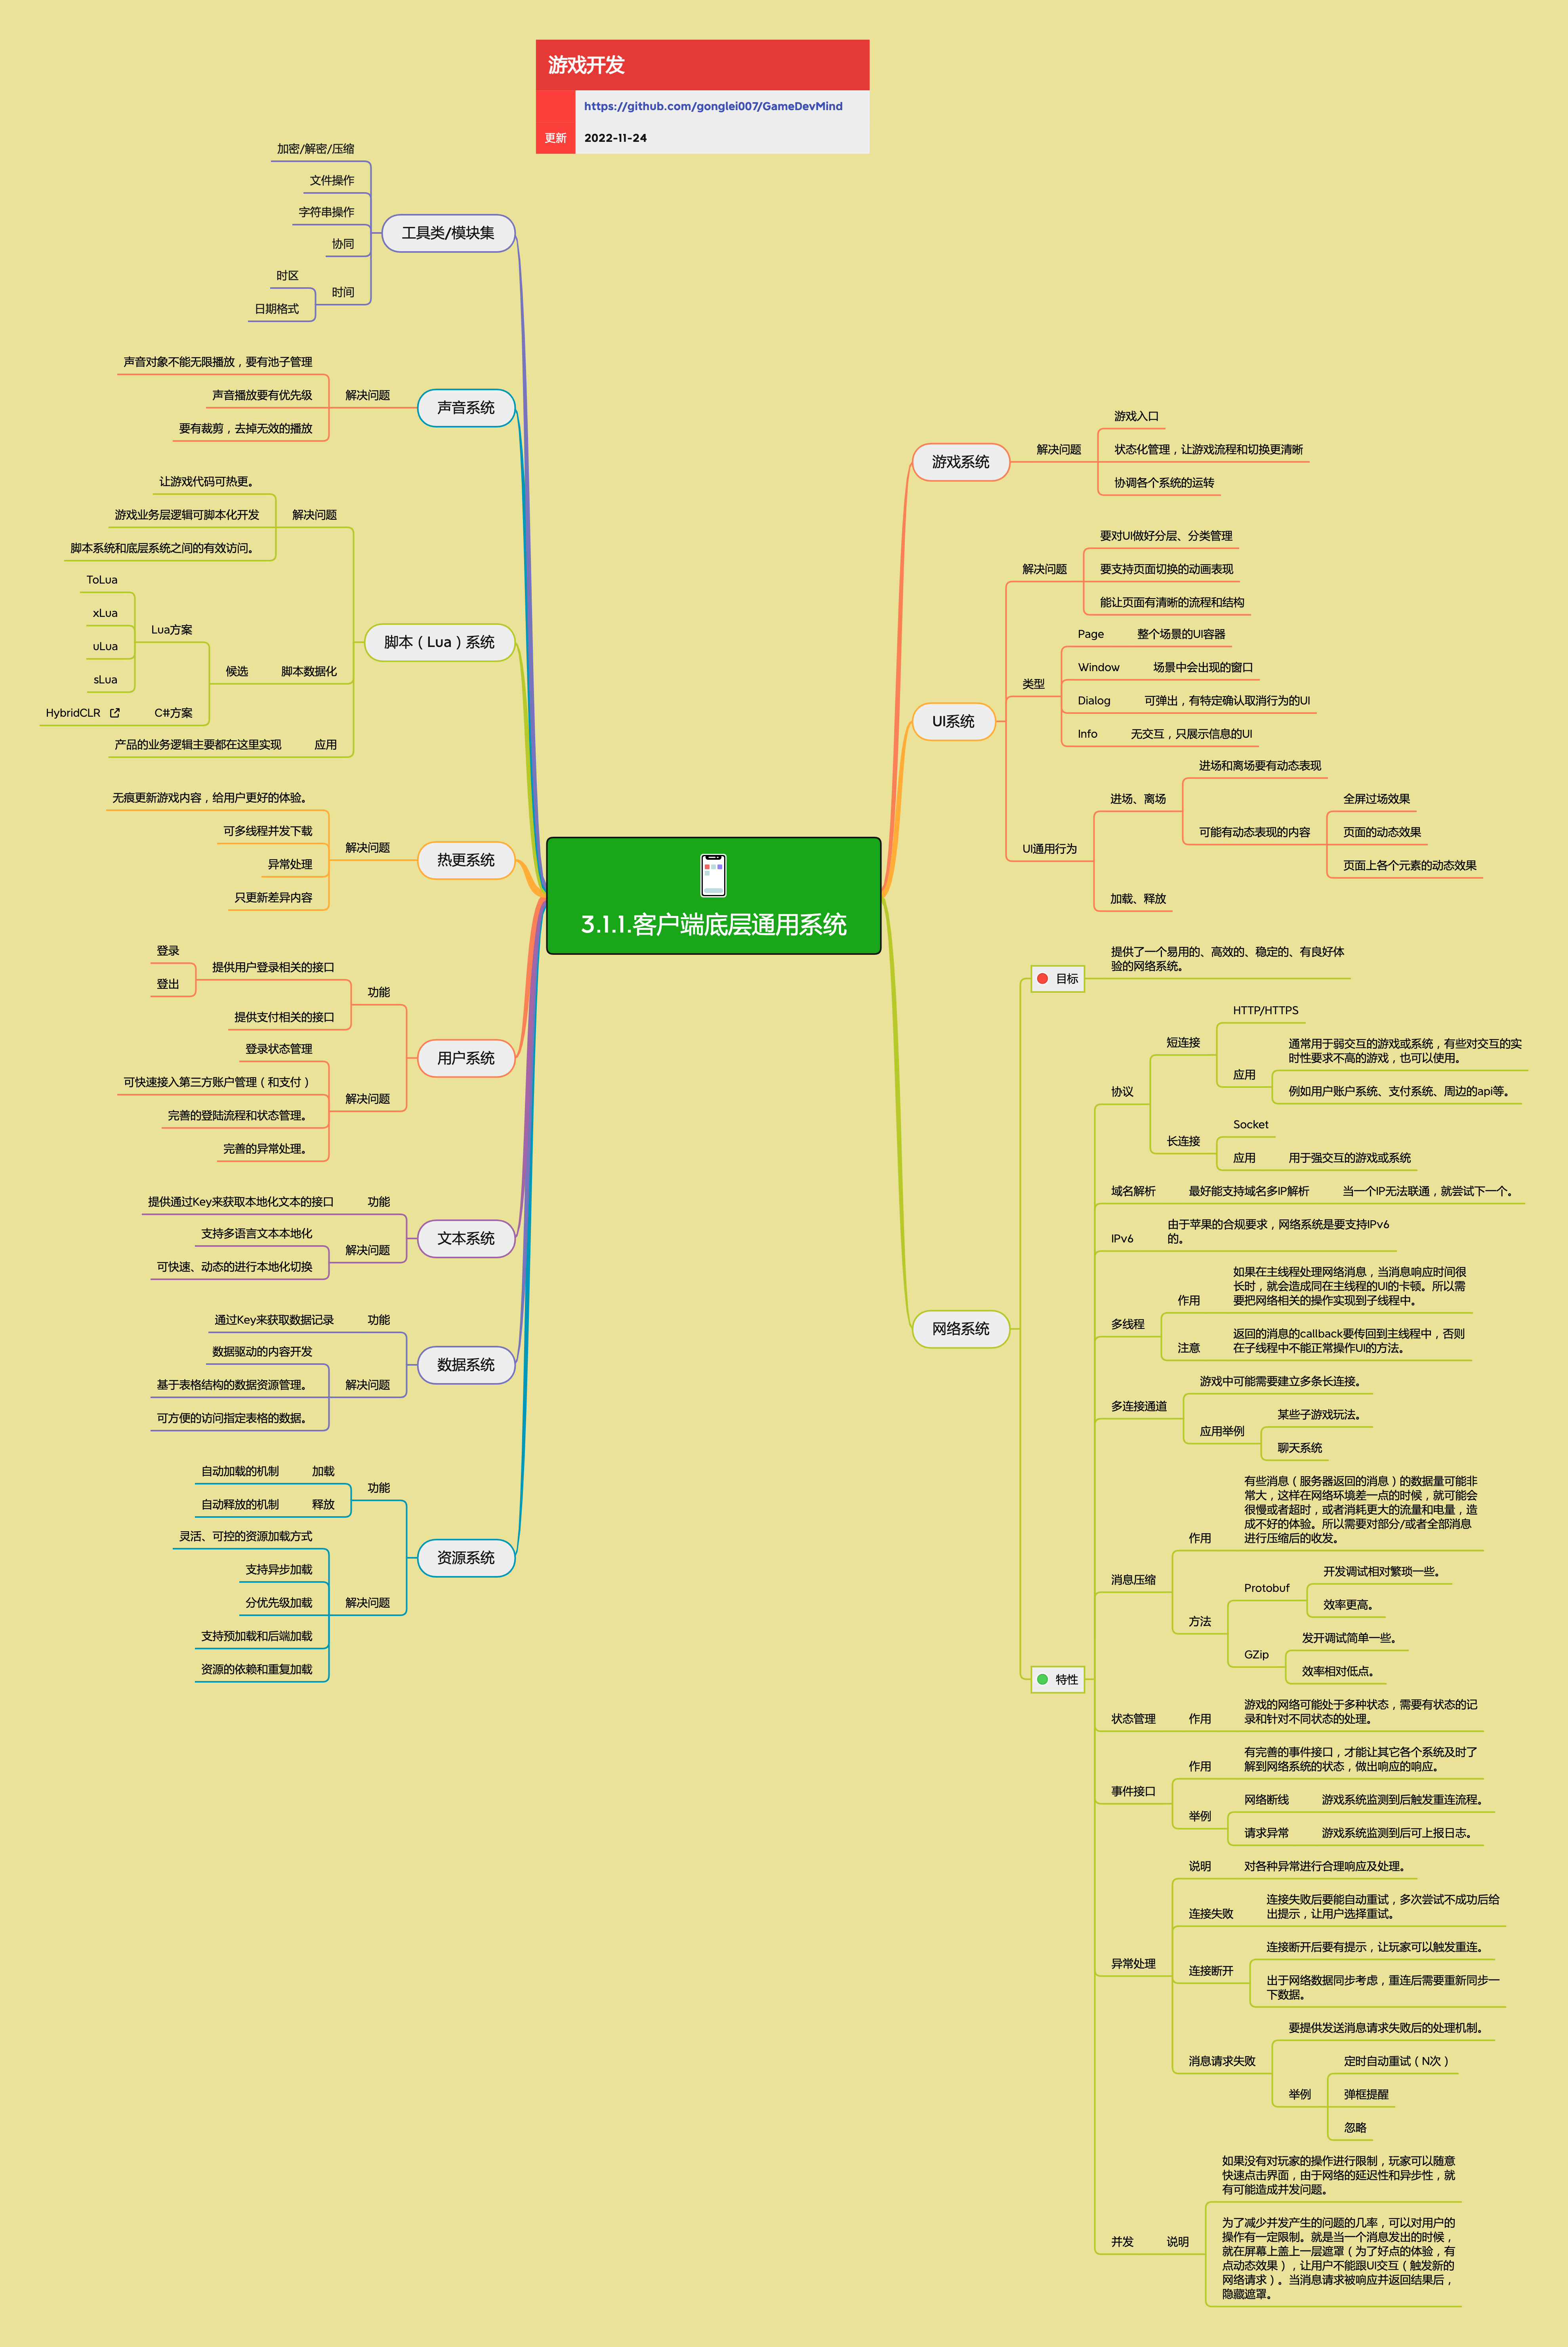 游戏开发
https://github.com/gonglei007/GameDevMind
更新
2022-11-24
3.1.1.客户端底层通用系统
工具类/模块集
加密/解密/压缩
文件操作
字符串操作
协同
时间
时区
日期格式
声音系统
解决问题
声音对象不能无限播放，要有池子管理
声音播放要有优先级
要有裁剪，去掉无效的播放
脚本（Lua）系统
解决问题
让游戏代码可热更。
游戏业务层逻辑可脚本化开发
脚本系统和底层系统之间的有效访问。
脚本数据化
候选
Lua方案
ToLua
xLua
uLua
sLua
C#方案
HybridCLR
应用
产品的业务逻辑主要都在这里实现
热更系统
解决问题
无痕更新游戏内容，给用户更好的体验。
可多线程并发下载
异常处理
只更新差异内容
用户系统
功能
提供用户登录相关的接口
登录
登出
提供支付相关的接口
解决问题
登录状态管理
可快速接入第三方账户管理（和支付）
完善的登陆流程和状态管理。
完善的异常处理。
文本系统
功能
提供通过Key来获取本地化文本的接口
解决问题
支持多语言文本本地化
可快速、动态的进行本地化切换
数据系统
功能
通过Key来获取数据记录
解决问题
数据驱动的内容开发
基于表格结构的数据资源管理。
可方便的访问指定表格的数据。
资源系统
功能
加载
自动加载的机制
释放
自动释放的机制
解决问题
灵活、可控的资源加载方式
支持异步加载
分优先级加载
支持预加载和后端加载
资源的依赖和重复加载
游戏系统
解决问题
游戏入口
状态化管理，让游戏流程和切换更清晰
协调各个系统的运转
UI系统
解决问题
要对UI做好分层、分类管理
要支持页面切换的动画表现
能让页面有清晰的流程和结构
类型
Page
整个场景的UI容器
Window
场景中会出现的窗口
Dialog
可弹出，有特定确认取消行为的UI
Info
无交互，只展示信息的UI
UI通用行为
进场、离场
进场和离场要有动态表现
可能有动态表现的内容
全屏过场效果
页面的动态效果
页面上各个元素的动态效果
加载、释放
网络系统
目标
提供了一个易用的、高效的、稳定的、有良好体
验的网络系统。
特性
协议
短连接
HTTP/HTTPS
应用
通常用于弱交互的游戏或系统，有些对交互的实
时性要求不高的游戏，也可以使用。
例如用户账户系统、支付系统、周边的api等。
长连接
Socket
应用
用于强交互的游戏或系统
域名解析
最好能支持域名多IP解析
当一个IP无法联通，就尝试下一个。
IPv6
由于苹果的合规要求，网络系统是要支持IPv6
的。
多线程
作用
如果在主线程处理网络消息，当消息响应时间很
长时，就会造成同在主线程的UI的卡顿。所以需
要把网络相关的操作实现到子线程中。
注意
返回的消息的callback要传回到主线程中，否则
在子线程中不能正常操作UI的方法。
多连接通道
游戏中可能需要建立多条长连接。
应用举例
某些子游戏玩法。
聊天系统
消息压缩
作用
有些消息（服务器返回的消息）的数据量可能非
常大，这样在网络环境差一点的时候，就可能会
很慢或者超时，或者消耗更大的流量和电量，造
成不好的体验。所以需要对部分/或者全部消息
进行压缩后的收发。
方法
Protobuf
开发调试相对繁琐一些。
效率更高。
GZip
发开调试简单一些。
效率相对低点。
状态管理
作用
游戏的网络可能处于多种状态，需要有状态的记
录和针对不同状态的处理。
事件接口
作用
有完善的事件接口，才能让其它各个系统及时了
解到网络系统的状态，做出响应的响应。
举例
网络断线
游戏系统监测到后触发重连流程。
请求异常
游戏系统监测到后可上报日志。
异常处理
说明
对各种异常进行合理响应及处理。
连接失败
连接失败后要能自动重试，多次尝试不成功后给
出提示，让用户选择重试。
连接断开
连接断开后要有提示，让玩家可以触发重连。
出于网络数据同步考虑，重连后需要重新同步一
下数据。
消息请求失败
要提供发送消息请求失败后的处理机制。
举例
定时自动重试（N次）
弹框提醒
忽略
并发
说明
如果没有对玩家的操作进行限制，玩家可以随意
快速点击界面，由于网络的延迟性和异步性，就
有可能造成并发问题。
为了减少并发产生的问题的几率，可以对用户的
操作有一定限制。就是当一个消息发出的时候，
就在屏幕上盖上一层遮罩（为了好点的体验，有
点动态效果），让用户不能跟UI交互（触发新的
网络请求）。当消息请求被响应并返回结果后，
隐藏遮罩。